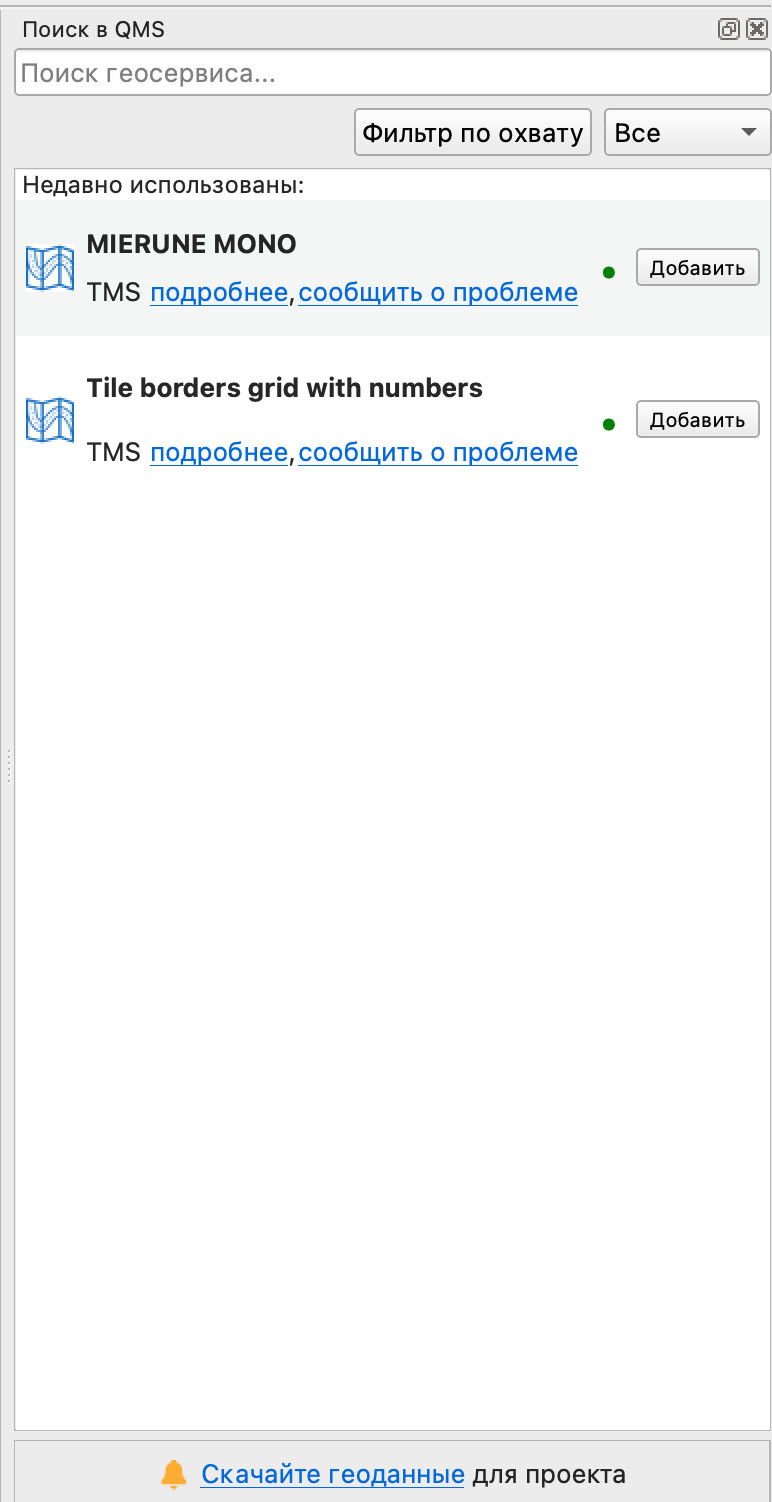 Поиск в QMS
Поиск геосервиса...
Фильтр по охвату
Все
Недавно использованы:
MIERUNE MONO
TMS подробнее, сообщить о проблеме
Добавить
Tile borders grid with numbers
TMS подробнее, сообщить о проблеме
Добавить
Скачайте геоданные для проекта